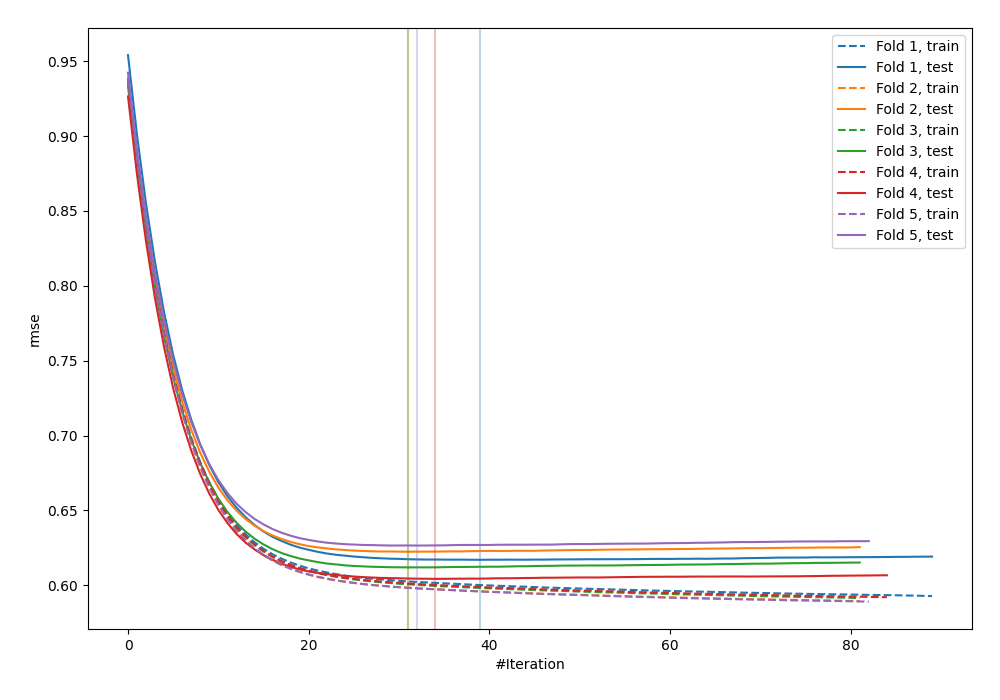 0.95
0.90
0.85
0.80
0.75
0.70
0.65
0.60
rmse
0
20
40
60
80
#Iteration
Fold 1, train
Fold 1, test
Fold 2, train
Fold 2, test
Fold 3, train
Fold 3, test
Fold 4, train
Fold 4, test
Fold 5, train
Fold 5, test